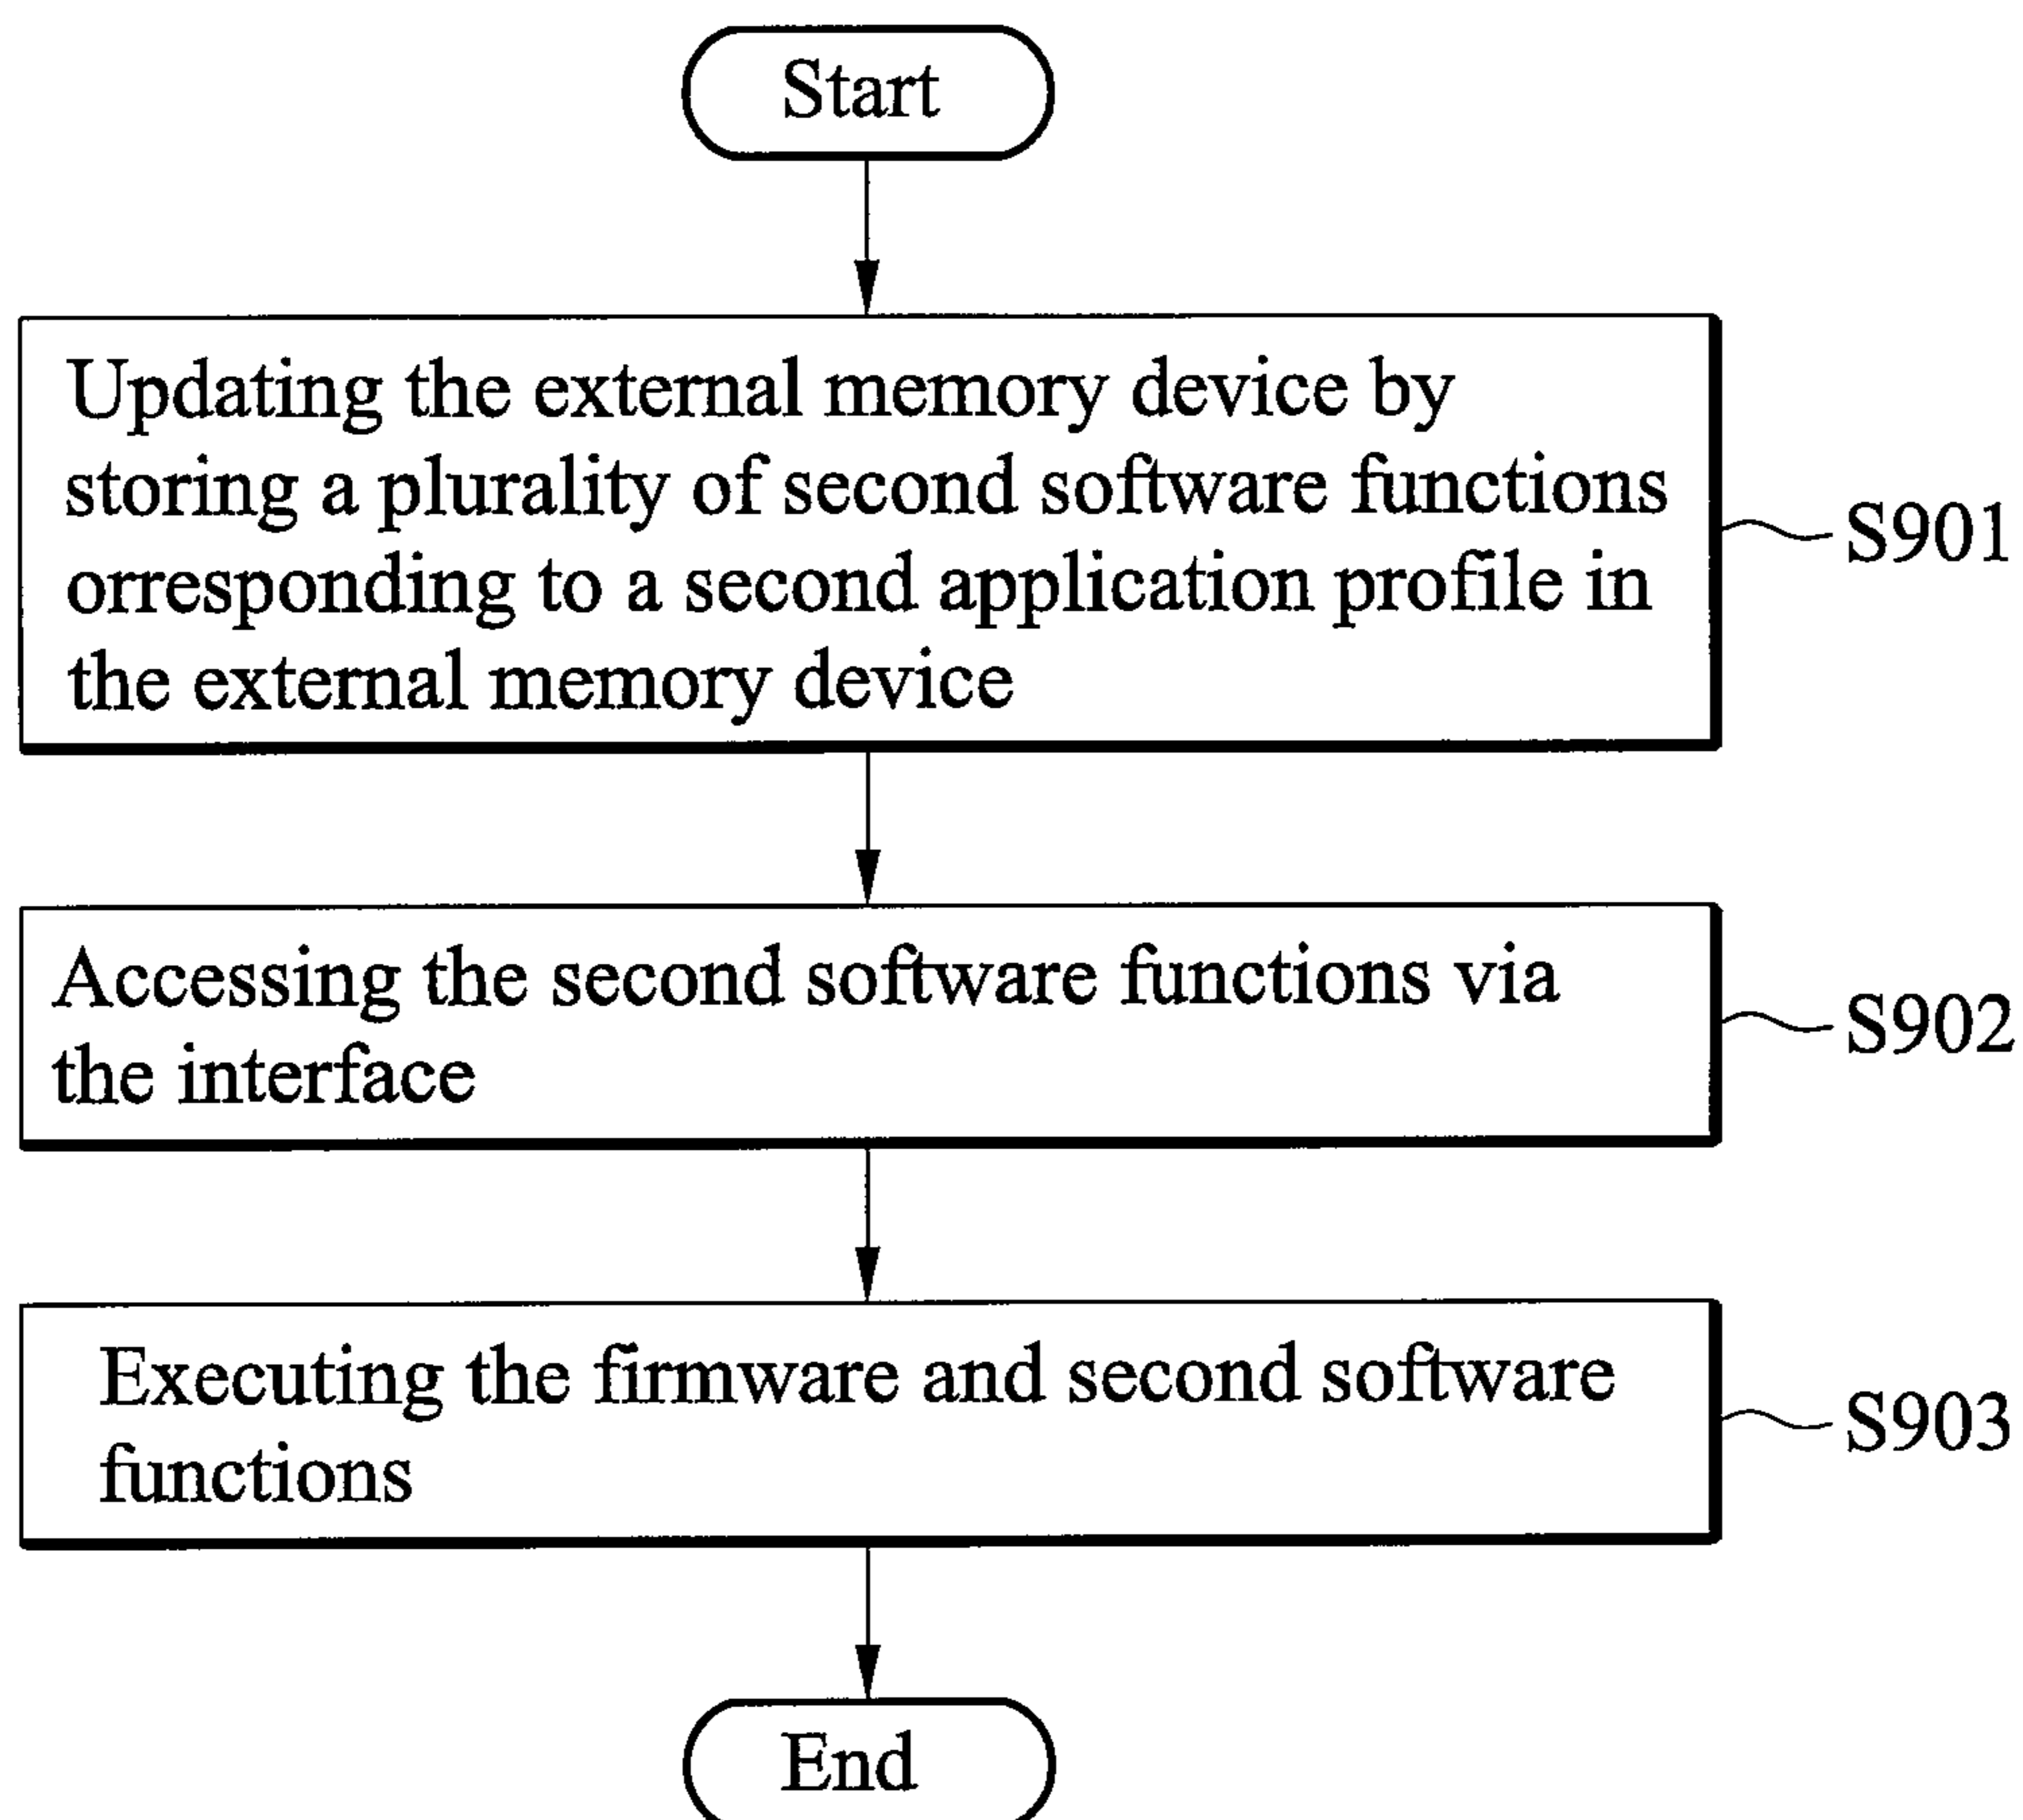 Start
Updating the external memory device by
storing a plurality of second software functions
orresponding to a second application profile in
the external memory device
S901
Accessing the second software functions via
the interface
S902
Executing the firmware and second software
functions
S903
End